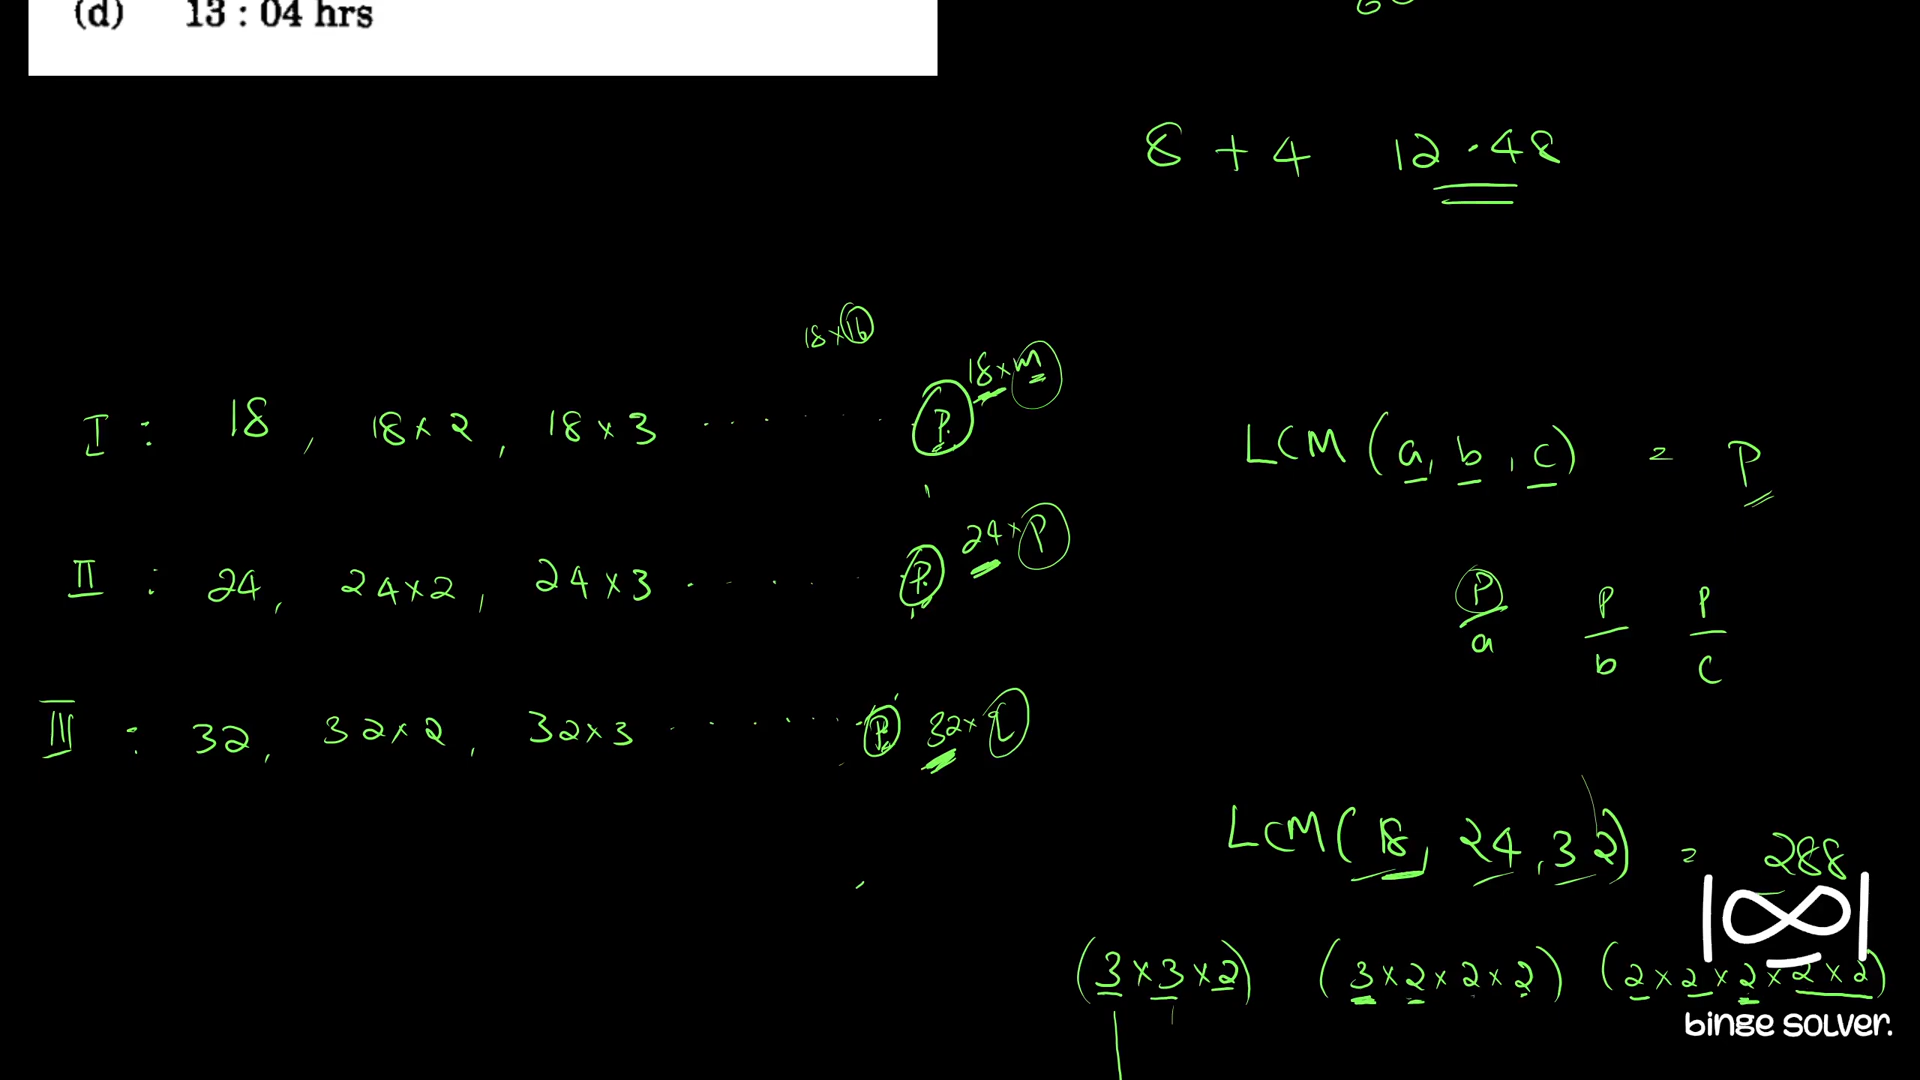 (d) 13 : 04 hrs
8 + 4 12.48
18×16
I : 18, 18×2, 18×3 ........ P 18×m
LCM (a, b, c) = P
II : 24, 24×2, 24×3 ........ P 24×P
P/a P/b P/c
III : 32, 32×2, 32×3 ........ P 32×L
LCM (18, 24, 32) = 288
(3×3×2) (3×2×2×2) (2×2×2×2×2)
binge solver.